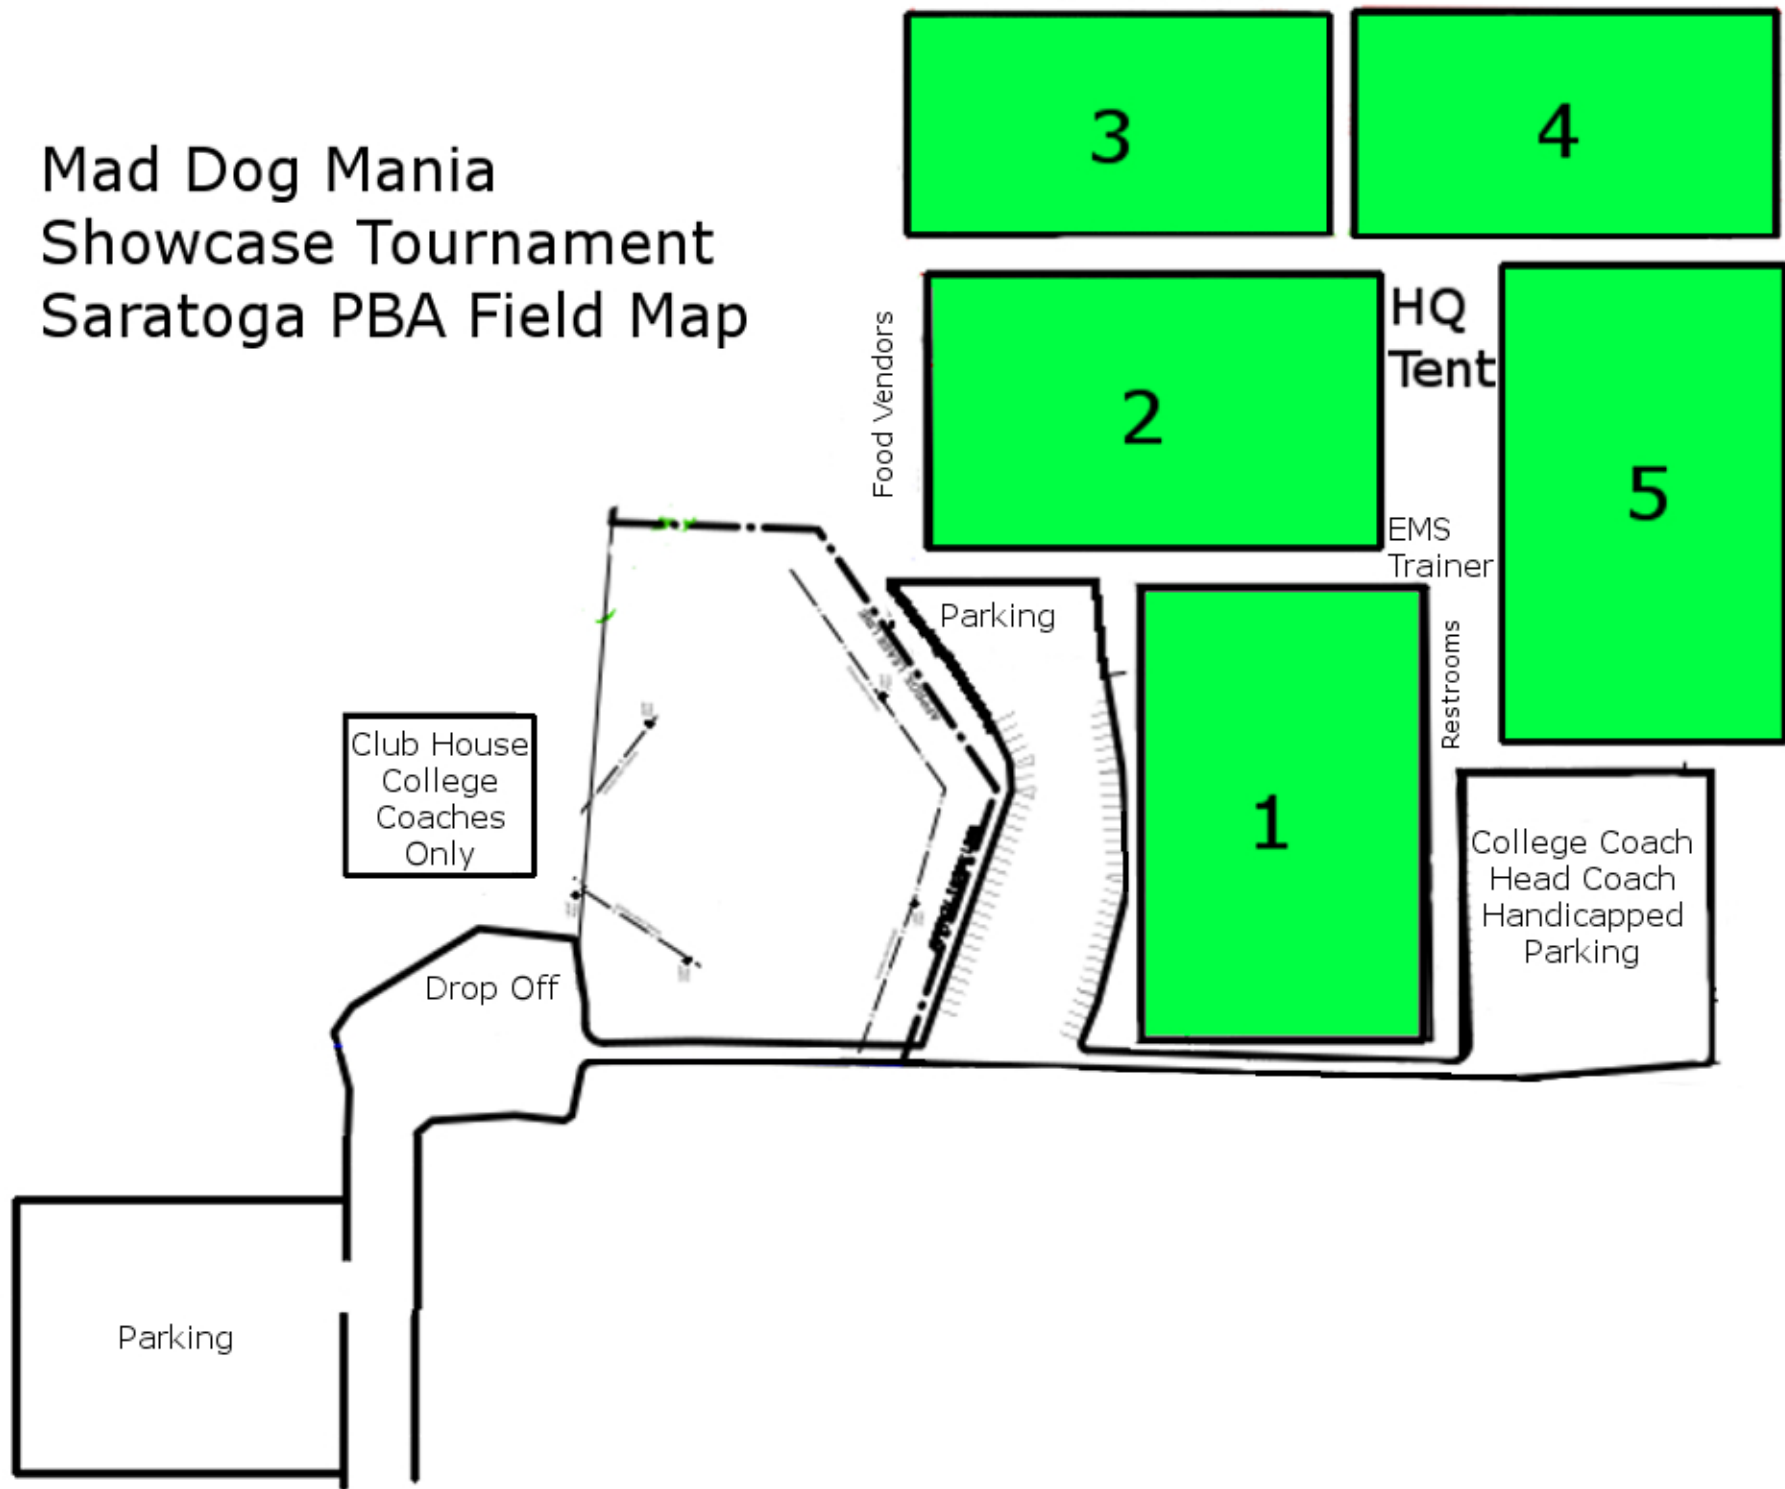 Mad Dog Mania
Showcase Tournament
Saratoga PBA Field Map
3
4
HQ
Tent
Food Vendors
2
5
EMS
Trainer
Parking
Restrooms
Club House
College
Coaches
Only
1
College Coach
Head Coach
Handicapped
Parking
Drop Off
Parking